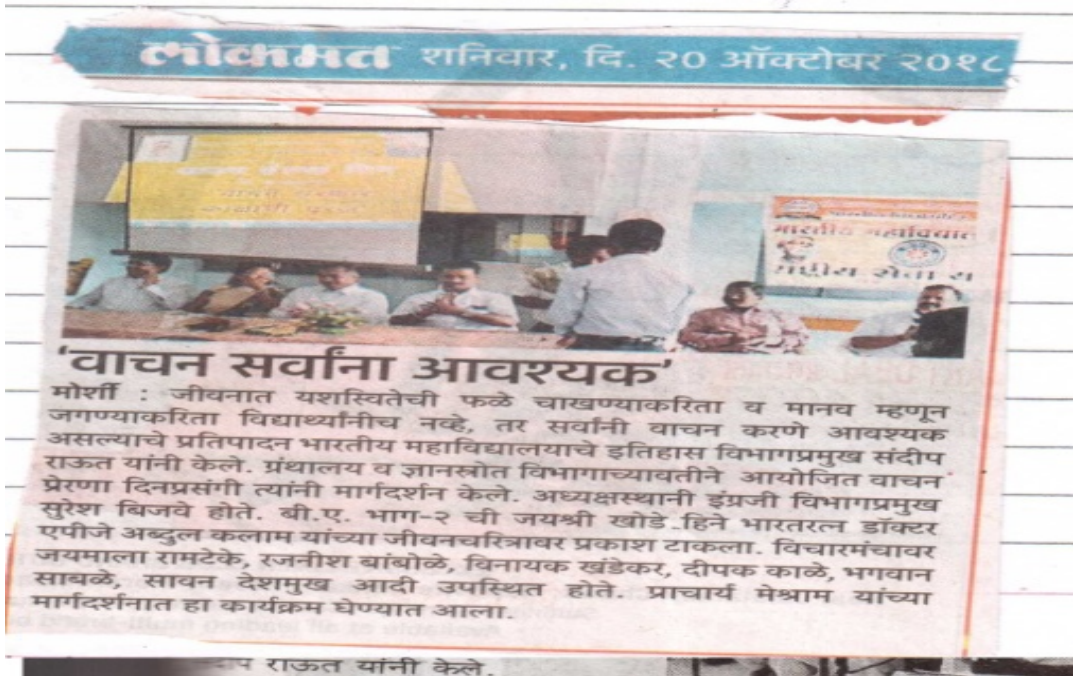 लोकमत शनिवार, दि. २० ऑक्टोबर २०१८
भारतीय महाविद्याल
राष्ट्रीय सेवा य
'वाचन सर्वांना आवश्यक'
मोर्शी : जीवनात यशस्वितेची फळे चाखण्याकरिता व मानव म्हणून
जगण्याकरिता विद्यार्थ्यांनीच नव्हे, तर सर्वांनी वाचन करणे आवश्यक
असल्याचे प्रतिपादन भारतीय महाविद्यालयाचे इतिहास विभागप्रमुख संदीप
राऊत यांनी केले. ग्रंथालय व ज्ञानस्त्रोत विभागाच्यावतीने आयोजित वाचन
प्रेरणा दिनप्रसंगी त्यांनी मार्गदर्शन केले. अध्यक्षस्थानी इंग्रजी विभागप्रमुख
सुरेश बिजवे होते. बी.ए. भाग-२ ची जयश्री खोडे हिने भारतरत्न डॉक्टर
एपीजे अब्दुल कलाम यांच्या जीवनचरित्रावर प्रकाश टाकला. विचारमंचावर
जयमाला रामटेके, रजनीश बांबोळे, विनायक खंडेकर, दीपक काळे, भगवान
साबळे, सावन देशमुख आदी उपस्थित होते. प्राचार्य मेश्राम यांच्या
मार्गदर्शनात हा कार्यक्रम घेण्यात आला.
राऊत यांनी केले.